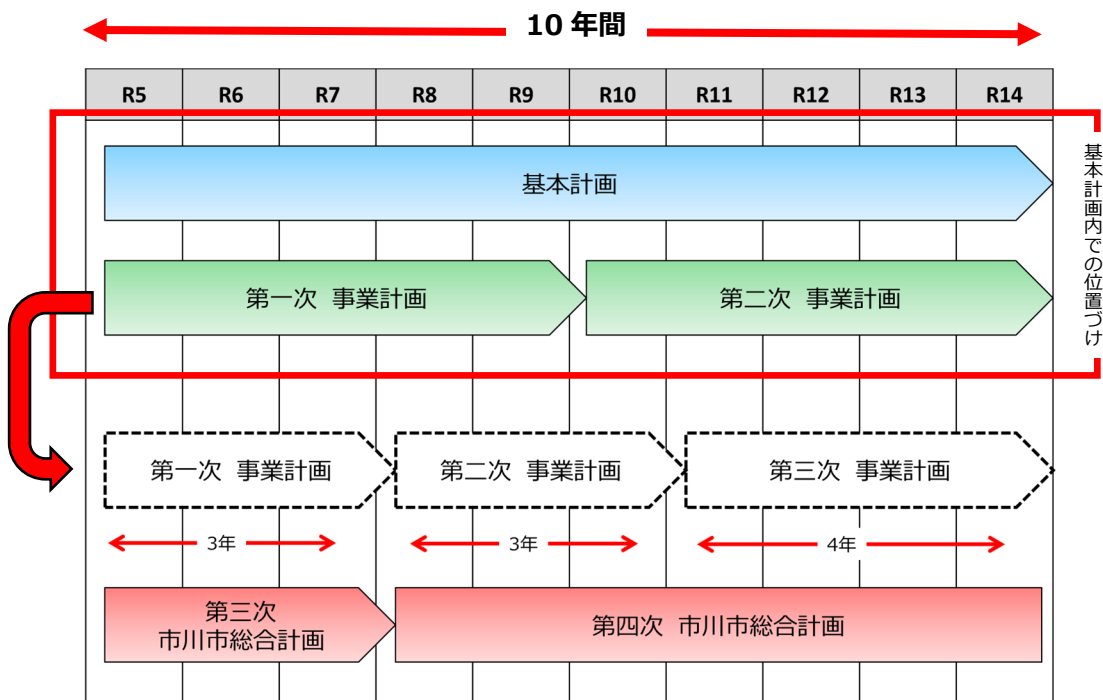 10 年間
R5 R6 R7 R8 R9 R10 R11 R12 R13 R14
基本計画
第一次 事業計画
第二次 事業計画
基本計画内での位置づけ
第一次 事業計画
第二次 事業計画
第三次 事業計画
3年
3年
4年
第三次
市川市総合計画
第四次 市川市総合計画